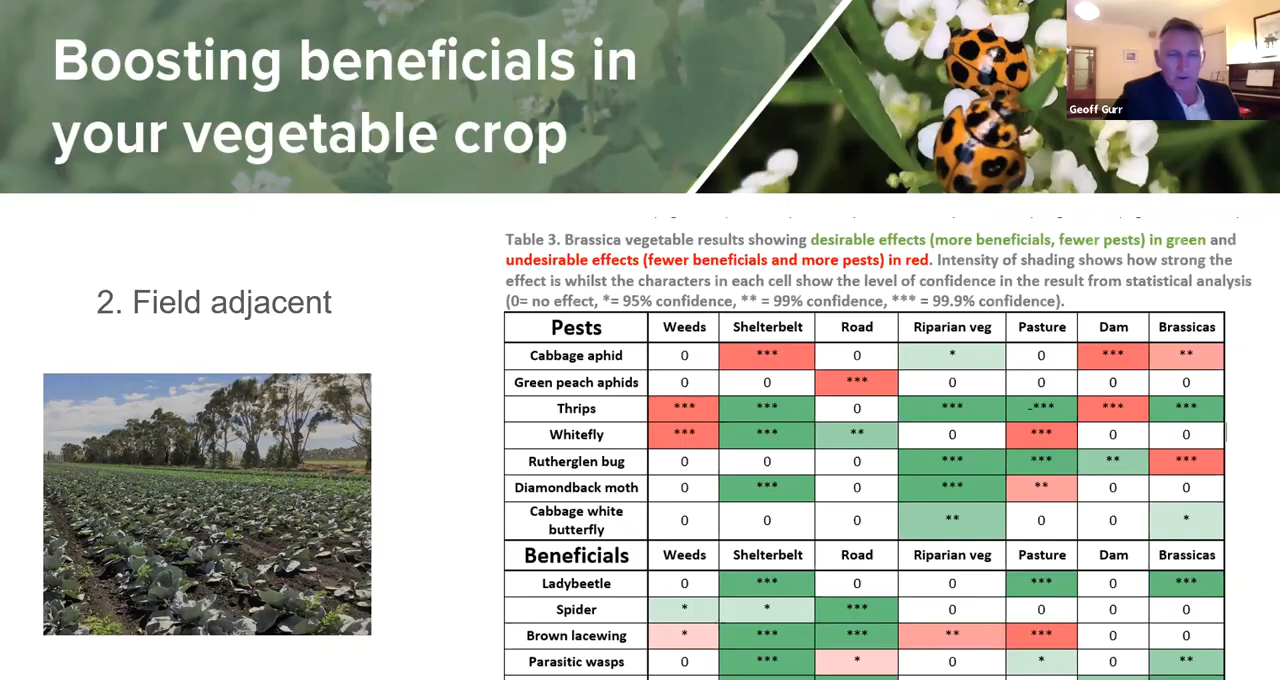 Boosting beneficials in
your vegetable crop
Geoff Gurr
2. Field adjacent
Table 3. Brassica vegetable results showing desirable effects (more beneficials, fewer pests) in green and
undesirable effects (fewer beneficials and more pests) in red. Intensity of shading shows how strong the
effect is whilst the characters in each cell show the level of confidence in the result from statistical analysis
(0= no effect, *= 95% confidence, ** = 99% confidence, *** = 99.9% confidence).
Pests Weeds Shelterbelt Road Riparian veg Pasture Dam Brassicas
Cabbage aphid 0 *** 0 * 0 *** **
Green peach aphids 0 0 *** 0 0 0 0
Thrips *** *** 0 *** -*** *** ***
Whitefly *** *** ** 0 *** 0 0
Rutherglen bug 0 0 0 *** *** ** ***
Diamondback moth 0 *** 0 *** ** 0 0
Cabbage white
butterfly 0 0 0 ** 0 0 *
Beneficials Weeds Shelterbelt Road Riparian veg Pasture Dam Brassicas
Ladybeetle 0 *** 0 0 *** 0 ***
Spider * * *** 0 0 0 0
Brown lacewing * *** *** ** *** 0 0
Parasitic wasps 0 *** * 0 * 0 **